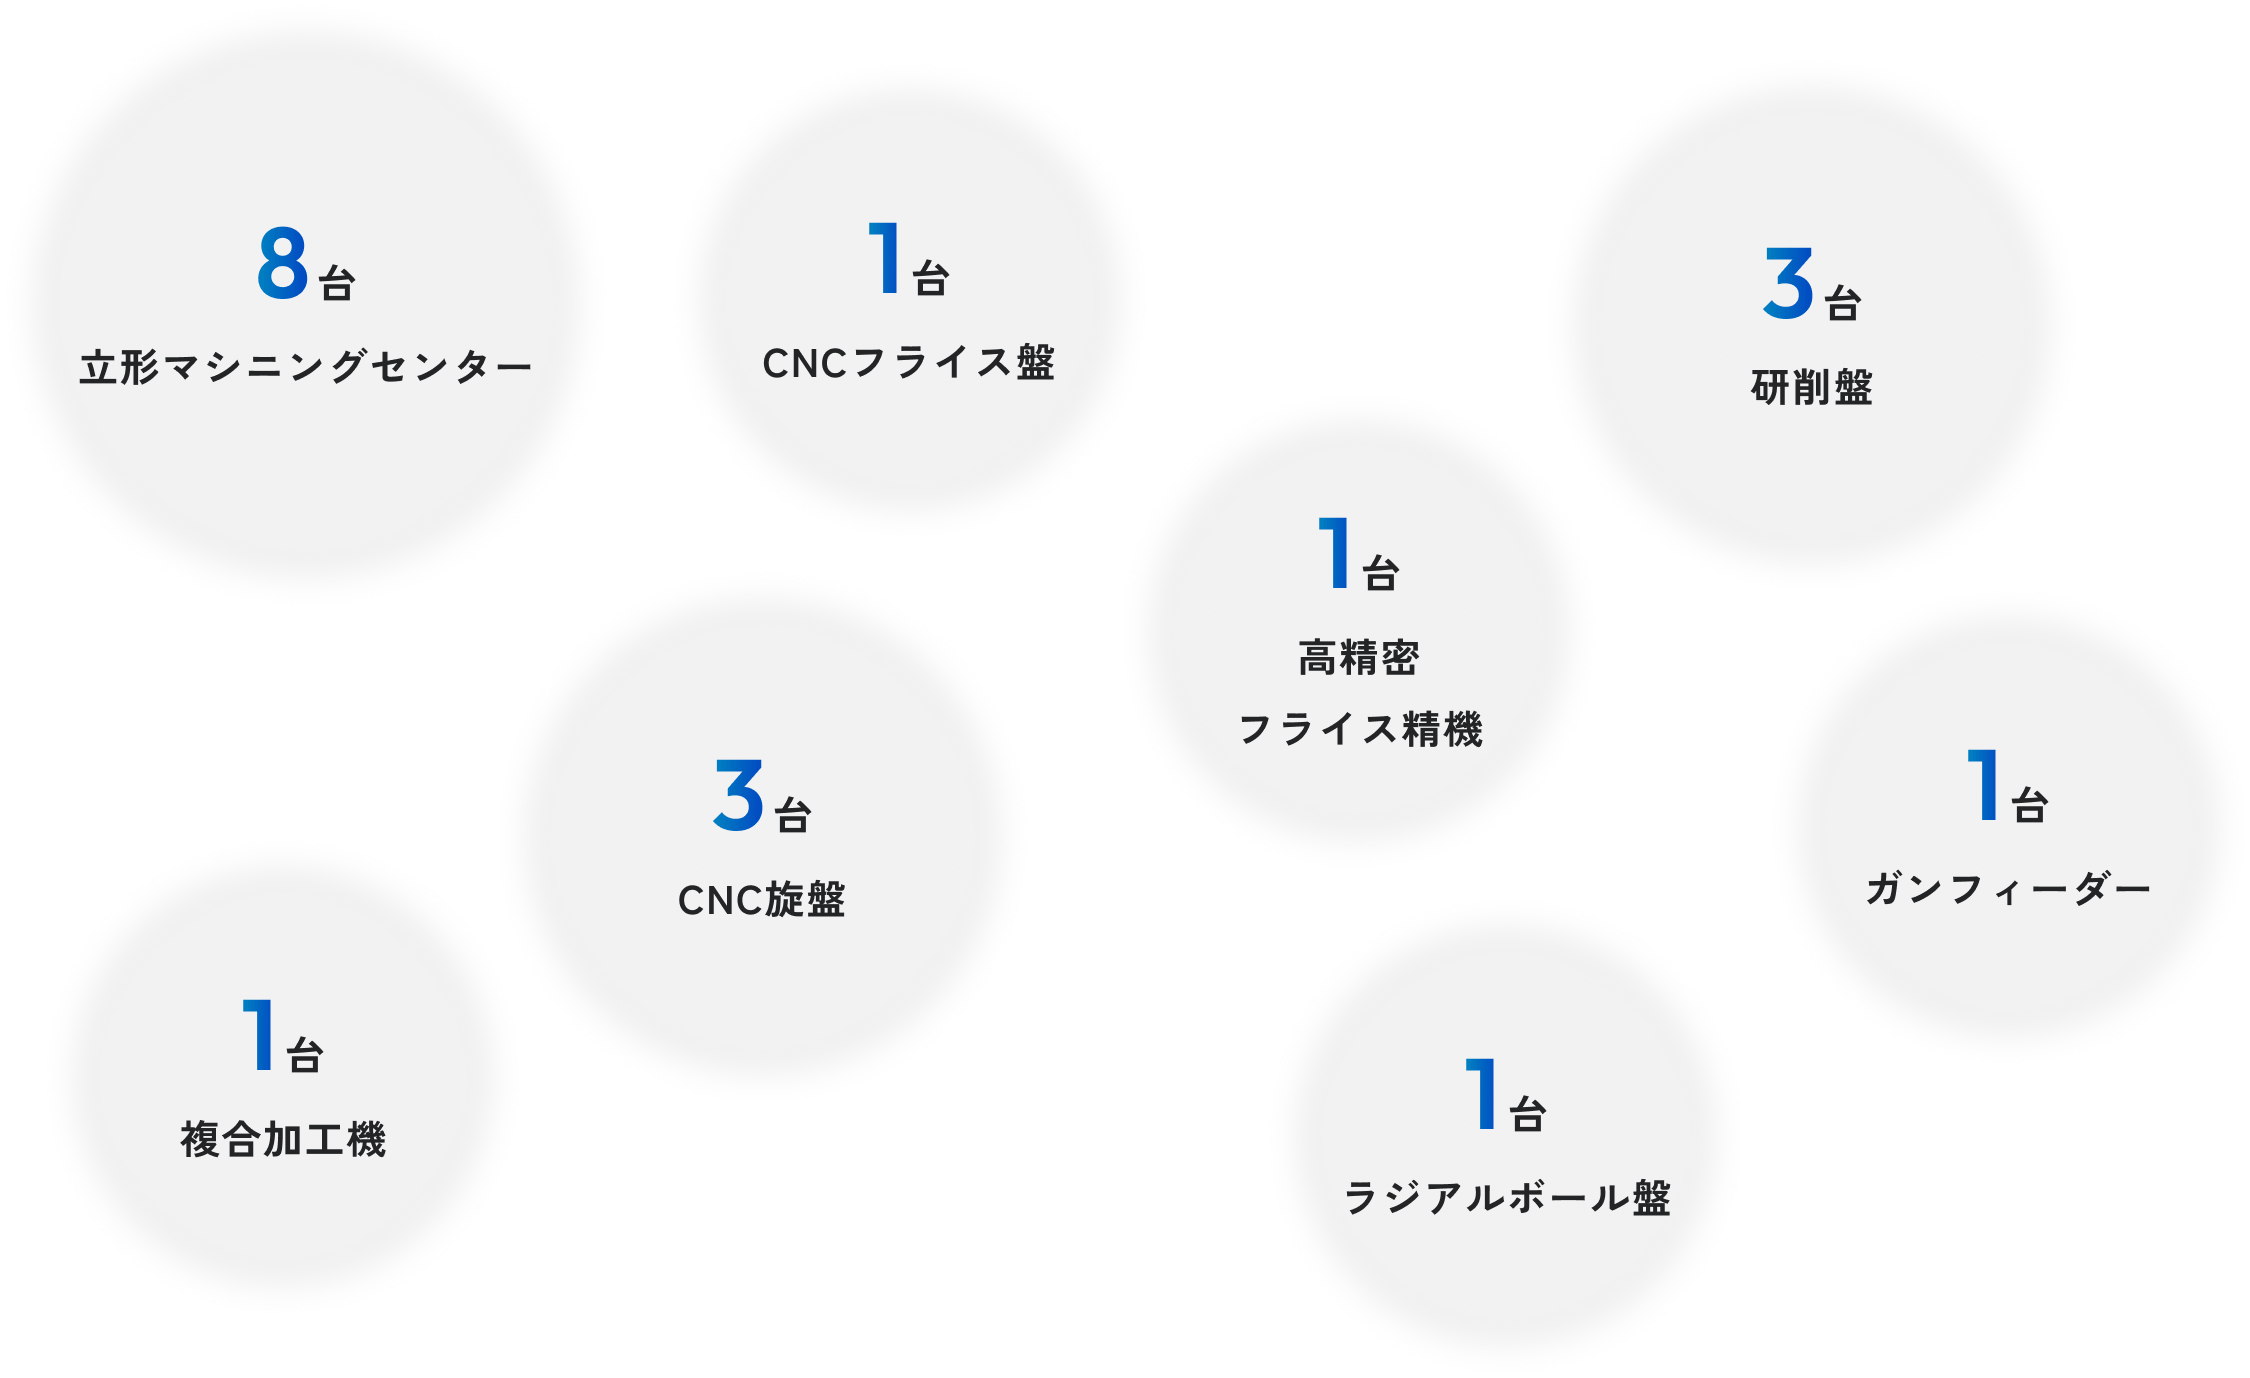 8台
立形マシニングセンター
1台
CNCフライス盤
3台
研削盤
1台
高精密
フライス精機
3台
CNC旋盤
1台
ガンフィーダー
1台
複合加工機
1台
ラジアルボール盤